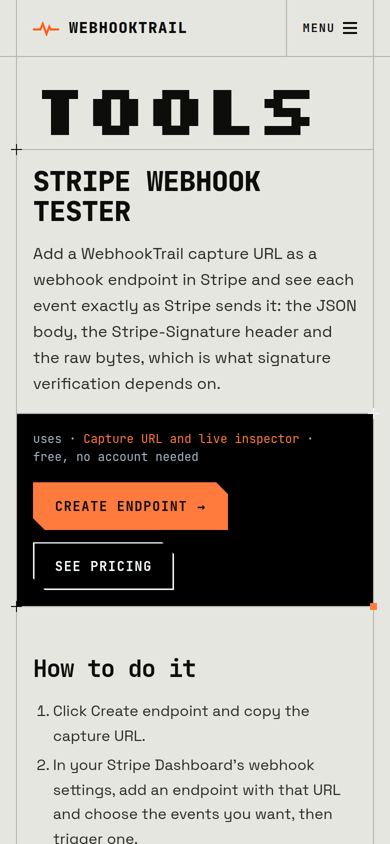 WEBHOOKTRAIL
MENU
TOOLS
STRIPE WEBHOOK
TESTER
Add a WebhookTrail capture URL as a
webhook endpoint in Stripe and see each
event exactly as Stripe sends it: the JSON
body, the Stripe-Signature header and
the raw bytes, which is what signature
verification depends on.
uses · Capture URL and live inspector ·
free, no account needed
CREATE ENDPOINT →
SEE PRICING
How to do it
1. Click Create endpoint and copy the
capture URL.
2. In your Stripe Dashboard's webhook
settings, add an endpoint with that URL
and choose the events you want, then
trigger one.